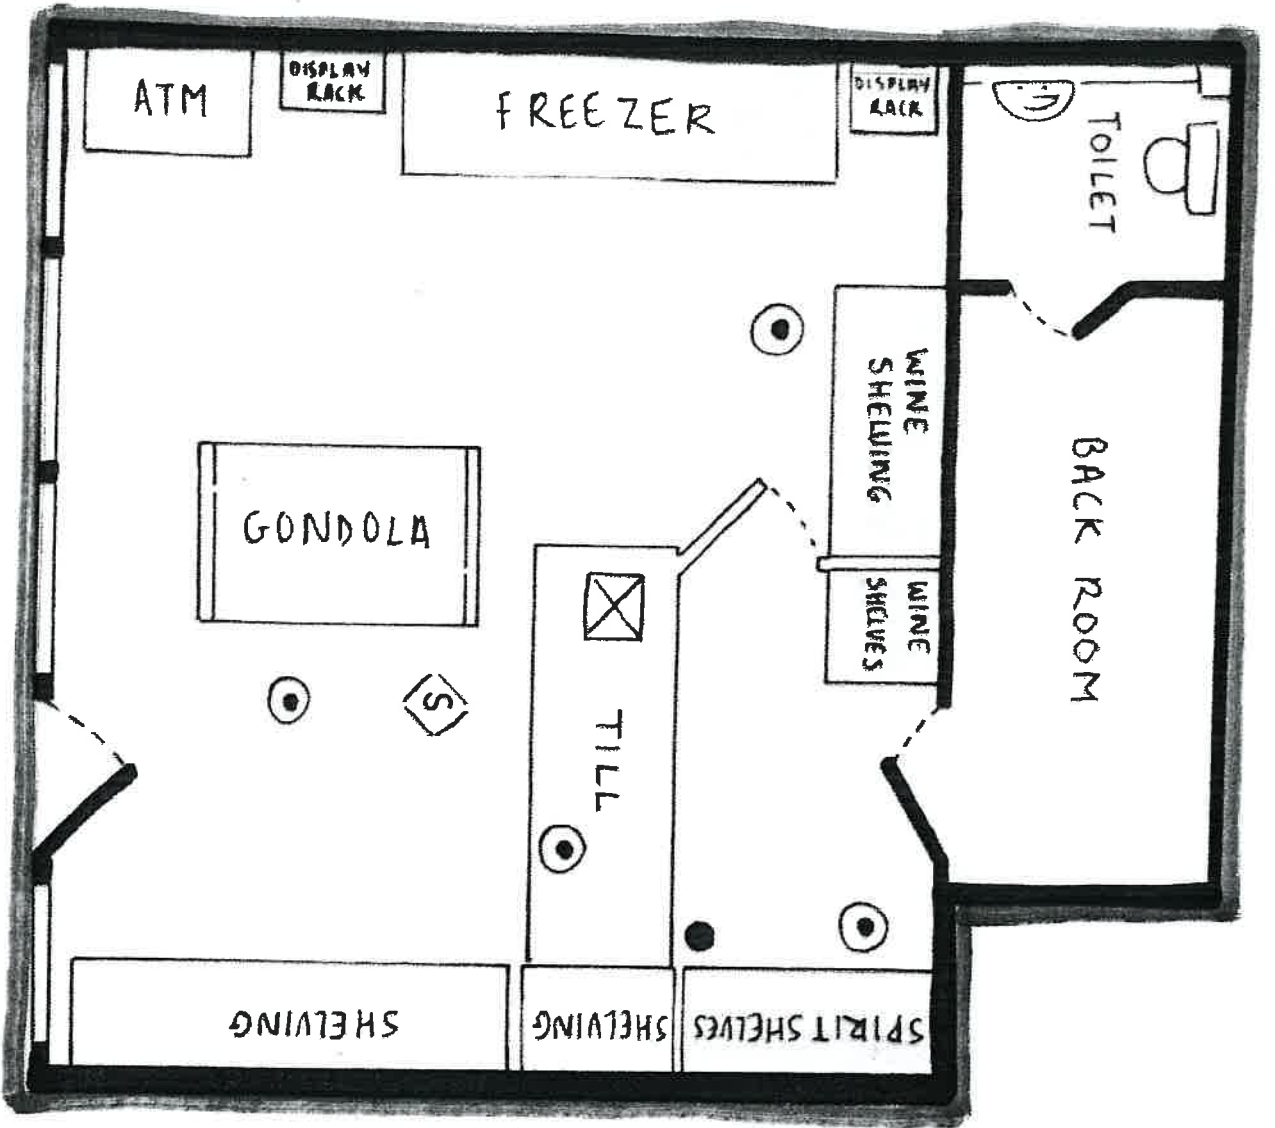 ATM
DISPLAY
RACK
FREEZER
DISPLAY
RACK
TOILET
WINE
SHELVING
BACK ROOM
GONDOLA
WINE
SHELVES
S
TILL
SHELVING
SHELVING
SPIRIT SHELVES